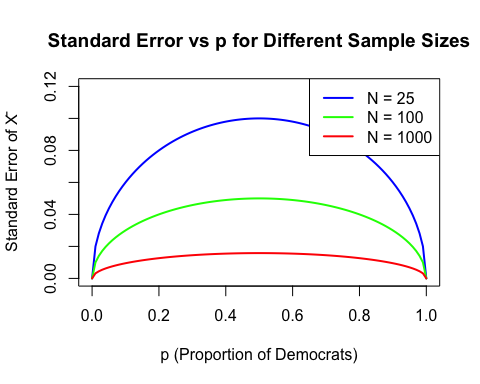 Standard Error vs p for Different Sample Sizes
Standard Error of X̄
0.12
0.08
0.04
0.00
N = 25
N = 100
N = 1000
0.0 0.2 0.4 0.6 0.8 1.0
p (Proportion of Democrats)